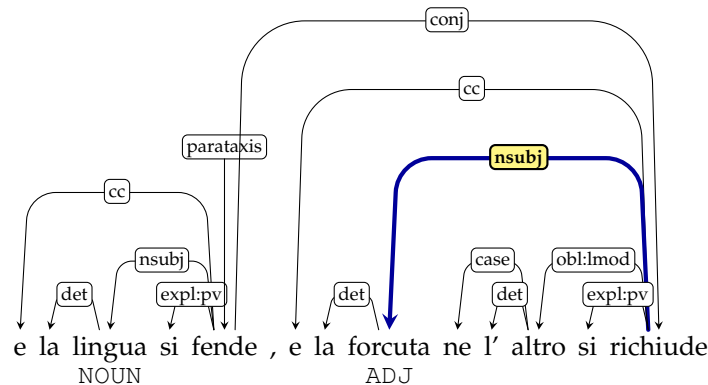 conj
cc
parataxis
nsubj
cc
nsubj case obl:lmod
det expl:pv det det expl:pv
e la lingua si fende , e la forcuta ne l' altro si richiude
NOUN ADJ